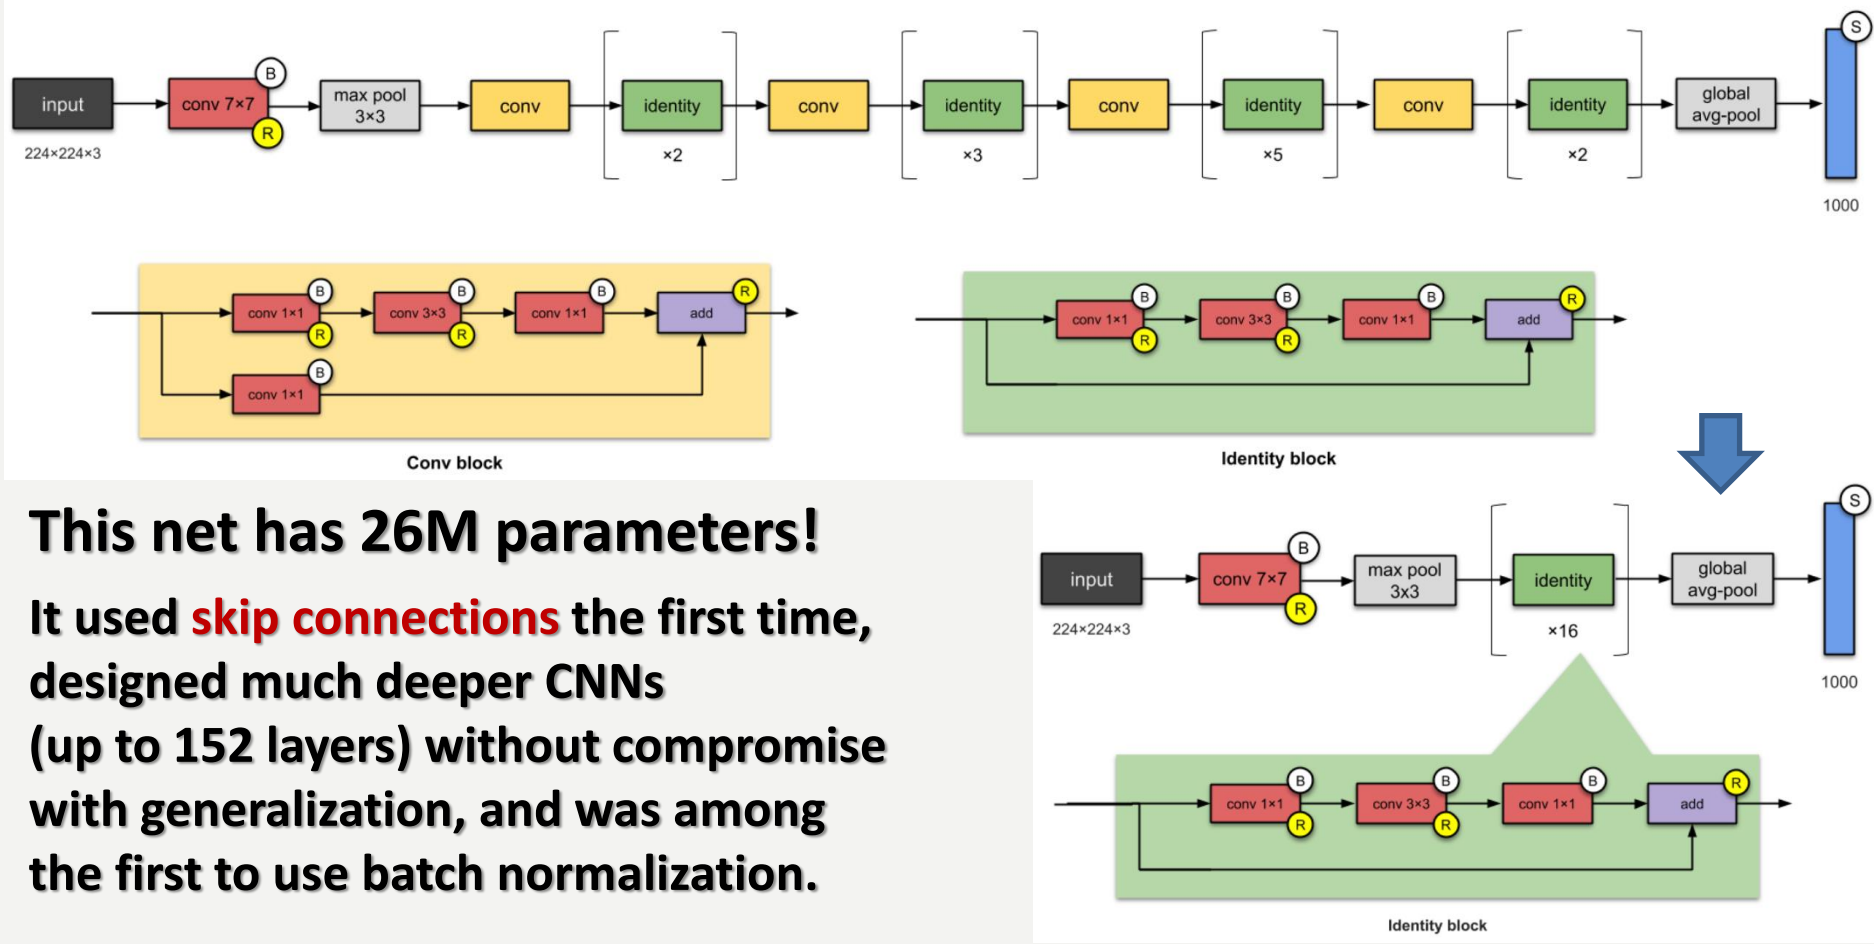 input
224×224×3
conv 7×7
B
R
max pool
3×3
conv
identity
×2
conv
identity
×3
conv
identity
×5
conv
identity
×2
global
avg-pool
S
1000
conv 1×1
B
R
conv 3×3
B
R
conv 1×1
B
add
R
conv 1×1
B
Conv block
conv 1×1
B
R
conv 3×3
B
R
conv 1×1
B
add
R
Identity block
This net has 26M parameters!
It used skip connections the first time,
designed much deeper CNNs
(up to 152 layers) without compromise
with generalization, and was among
the first to use batch normalization.
input
224×224×3
conv 7×7
B
R
max pool
3x3
identity
×16
global
avg-pool
S
1000
conv 1×1
B
R
conv 3×3
B
R
conv 1×1
B
add
R
Identity block